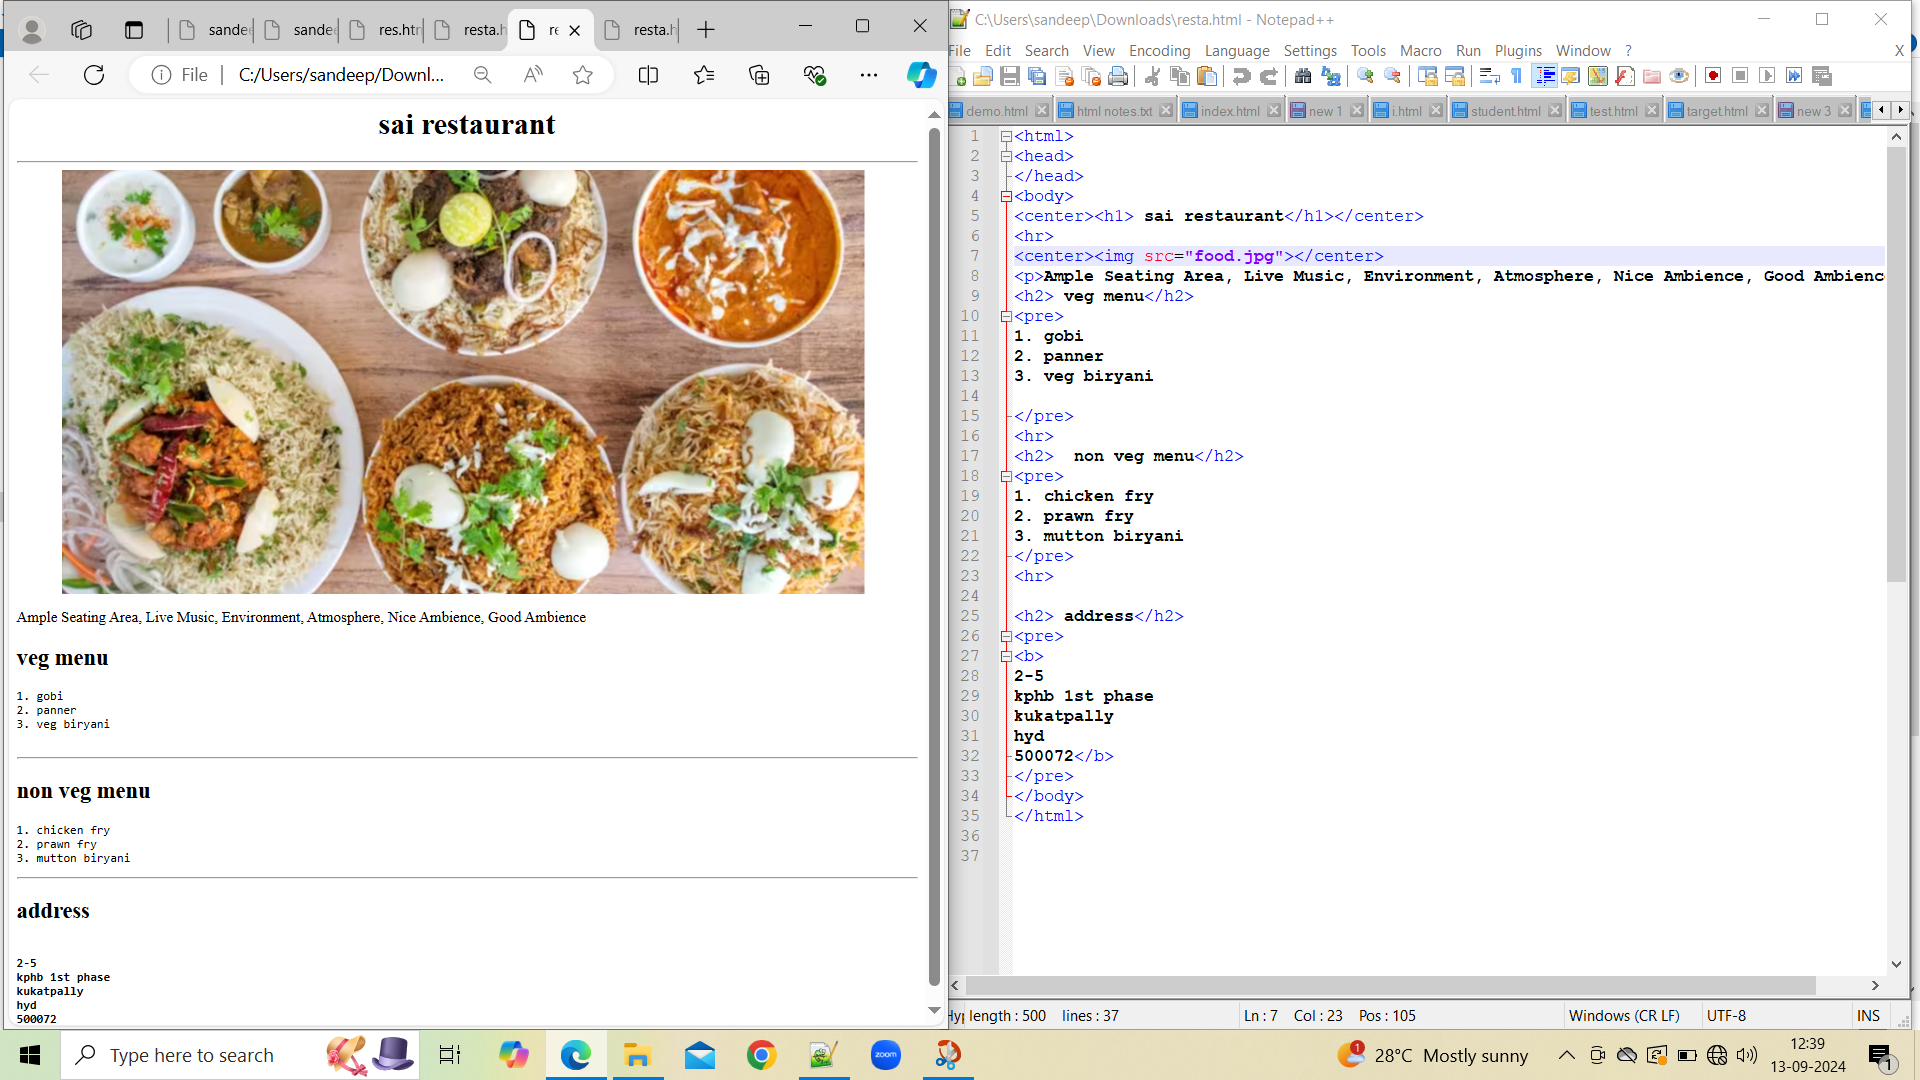 sande
sande
res.htm
resta.h
re
resta.h
File
C:/Users/sandeep/Downl...
sai restaurant
Ample Seating Area, Live Music, Environment, Atmosphere, Nice Ambience, Good Ambience
veg menu
1. gobi
2. panner
3. veg biryani
non veg menu
1. chicken fry
2. prawn fry
3. mutton biryani
address
2-5
kphb 1st phase
kukatpally
hyd
500072
C:\Users\sandeep\Downloads\resta.html - Notepad++
File Edit Search View Encoding Language Settings Tools Macro Run Plugins Window ? X
demo.html html notes.txt index.html new 1 i.html student.html test.html target.html new 3
1 <html>
2 <head>
3 </head>
4 <body>
5 <center><h1> sai restaurant</h1></center>
6 <hr>
7 <center><img src="food.jpg"></center>
8 <p>Ample Seating Area, Live Music, Environment, Atmosphere, Nice Ambience, Good Ambienc
9 <h2> veg menu</h2>
10 <pre>
11 1. gobi
12 2. panner
13 3. veg biryani
14
15 </pre>
16 <hr>
17 <h2>  non veg menu</h2>
18 <pre>
19 1. chicken fry
20 2. prawn fry
21 3. mutton biryani
22 </pre>
23 <hr>
24
25 <h2> address</h2>
26 <pre>
27 <b>
28 2-5
29 kphb 1st phase
30 kukatpally
31 hyd
32 500072</b>
33 </pre>
34 </body>
35 </html>
36
37
Hyp length : 500 lines : 37 Ln : 7 Col : 23 Pos : 105 Windows (CR LF) UTF-8 INS
Type here to search
zoom
1
28°C Mostly sunny
12:39
13-09-2024
1